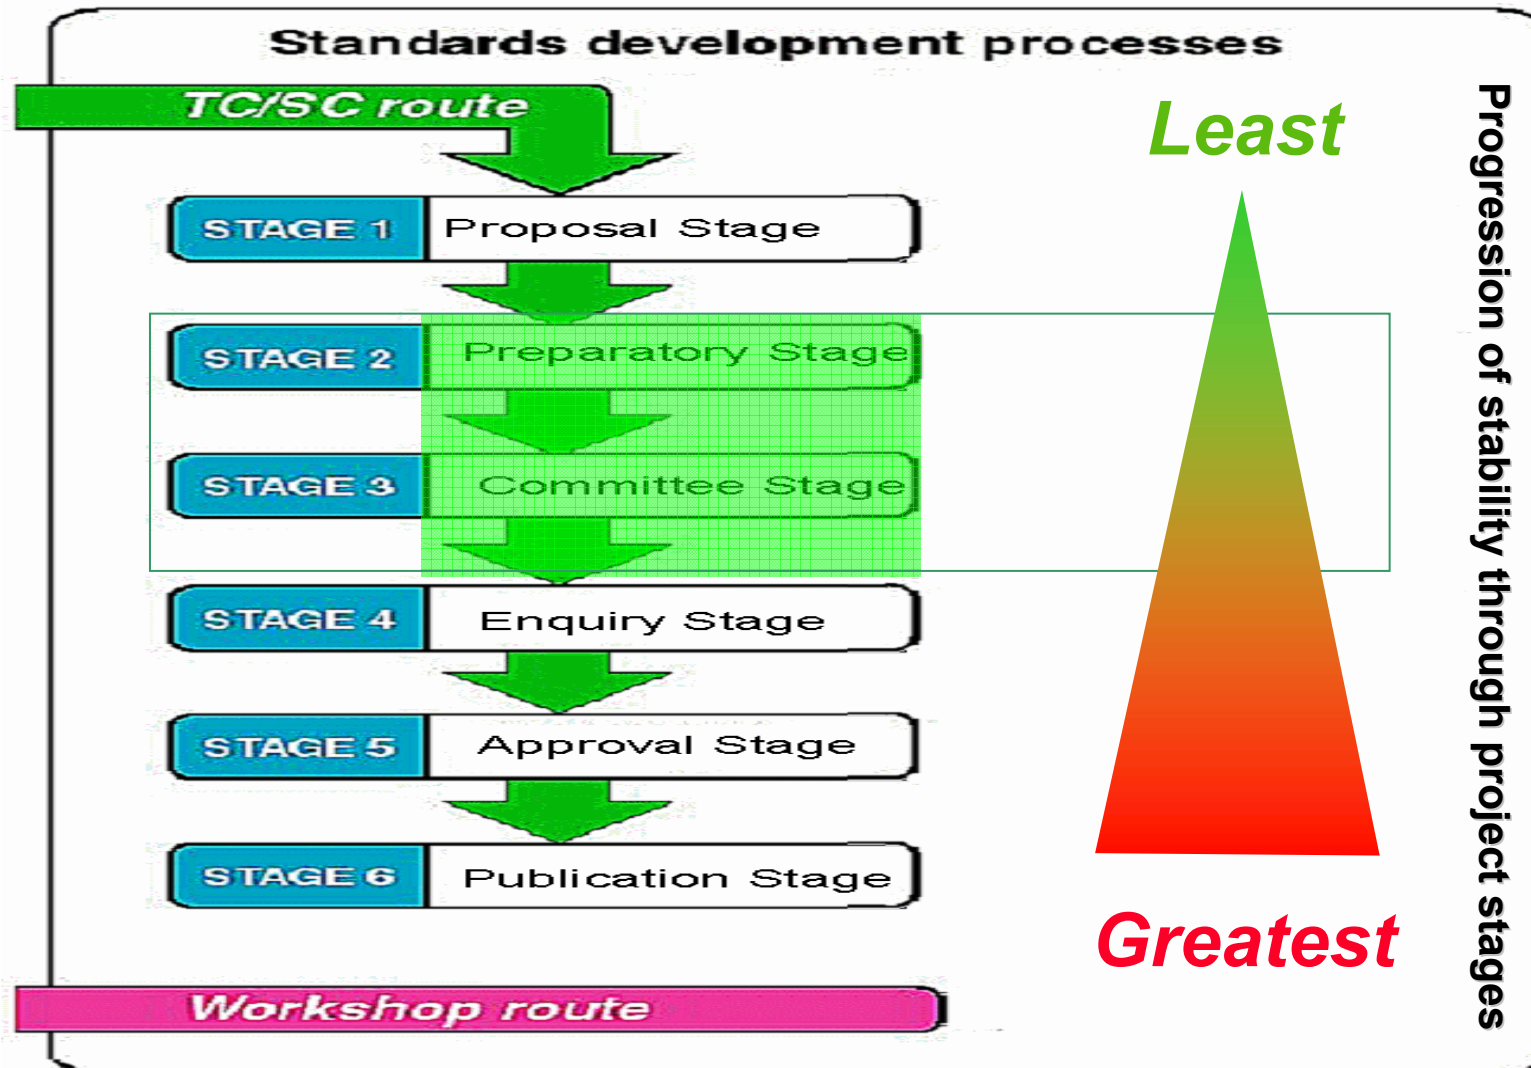 Standards development processes
TC/SC route
Least
STAGE 1 Proposal Stage
STAGE 2 Preparatory Stage
STAGE 3 Committee Stage
STAGE 4 Enquiry Stage
STAGE 5 Approval Stage
STAGE 6 Publication Stage
Greatest
Workshop route
Progression of stability through project stages